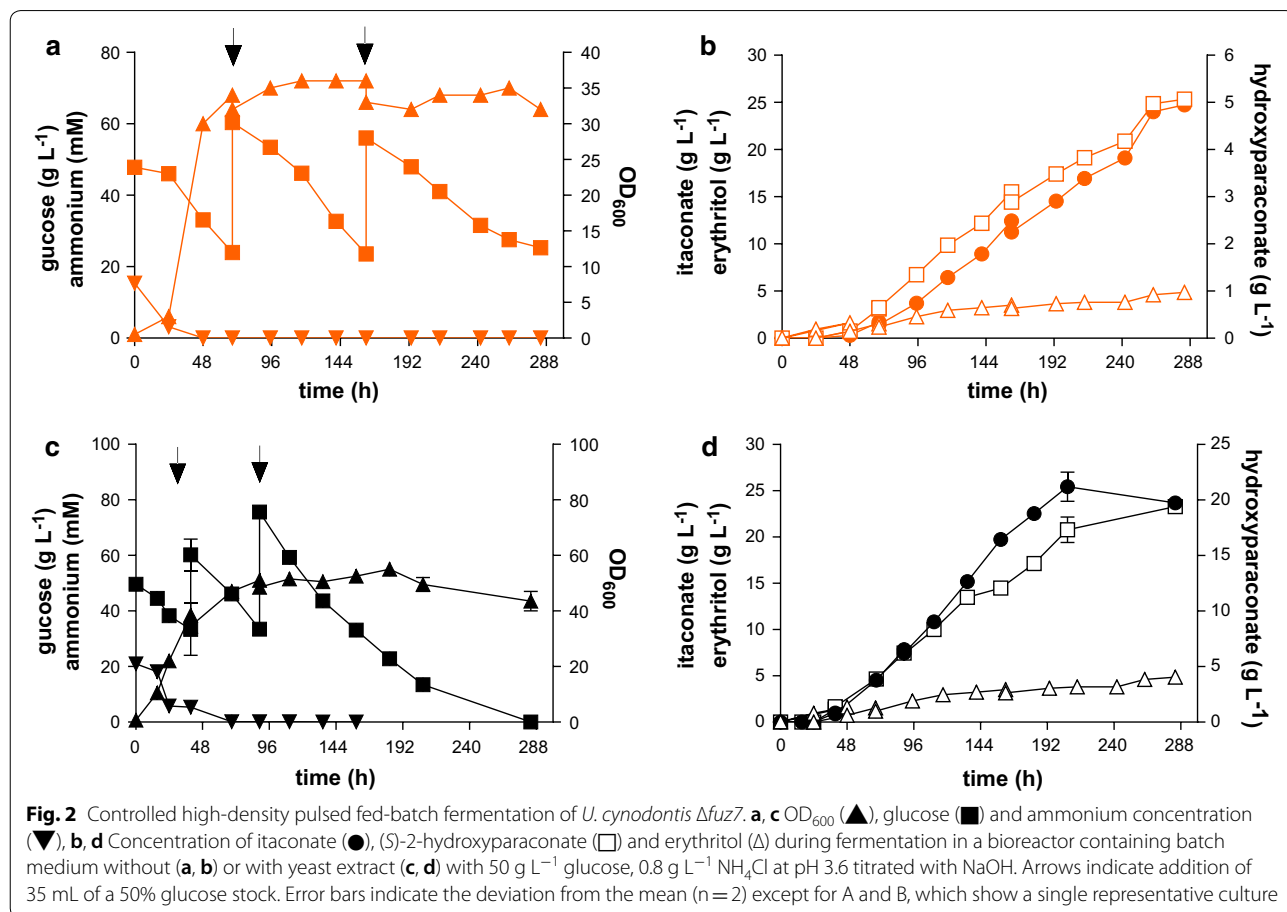 a
80
60
40
20
0
gucose (g L⁻¹)
ammonium (mM)
40
35
30
25
20
15
10
5
0
OD₆₀₀
0 48 96 144 192 240 288
time (h)
b
30
25
20
15
10
5
0
itaconate (g L⁻¹)
erythritol (g L⁻¹)
6
5
4
3
2
1
0
hydroxyparaconate (g L⁻¹)
0 48 96 144 192 240 288
time (h)
c
100
80
60
40
20
0
gucose (g L⁻¹)
ammonium (mM)
100
80
60
40
20
0
OD₆₀₀
0 48 96 144 192 240 288
time (h)
d
30
25
20
15
10
5
0
itaconate (g L⁻¹)
erythritol (g L⁻¹)
25
20
15
10
5
0
hydroxyparaconate (g L⁻¹)
0 48 96 144 192 240 288
time (h)
Fig. 2 Controlled high-density pulsed fed-batch fermentation of U. cynodontis Δfuz7. a, c OD₆₀₀ (▲), glucose (■) and ammonium concentration
(▼), b, d Concentration of itaconate (●), (S)-2-hydroxyparaconate (□) and erythritol (Δ) during fermentation in a bioreactor containing batch
medium without (a, b) or with yeast extract (c, d) with 50 g L⁻¹ glucose, 0.8 g L⁻¹ NH₄Cl at pH 3.6 titrated with NaOH. Arrows indicate addition of
35 mL of a 50% glucose stock. Error bars indicate the deviation from the mean (n = 2) except for A and B, which show a single representative culture